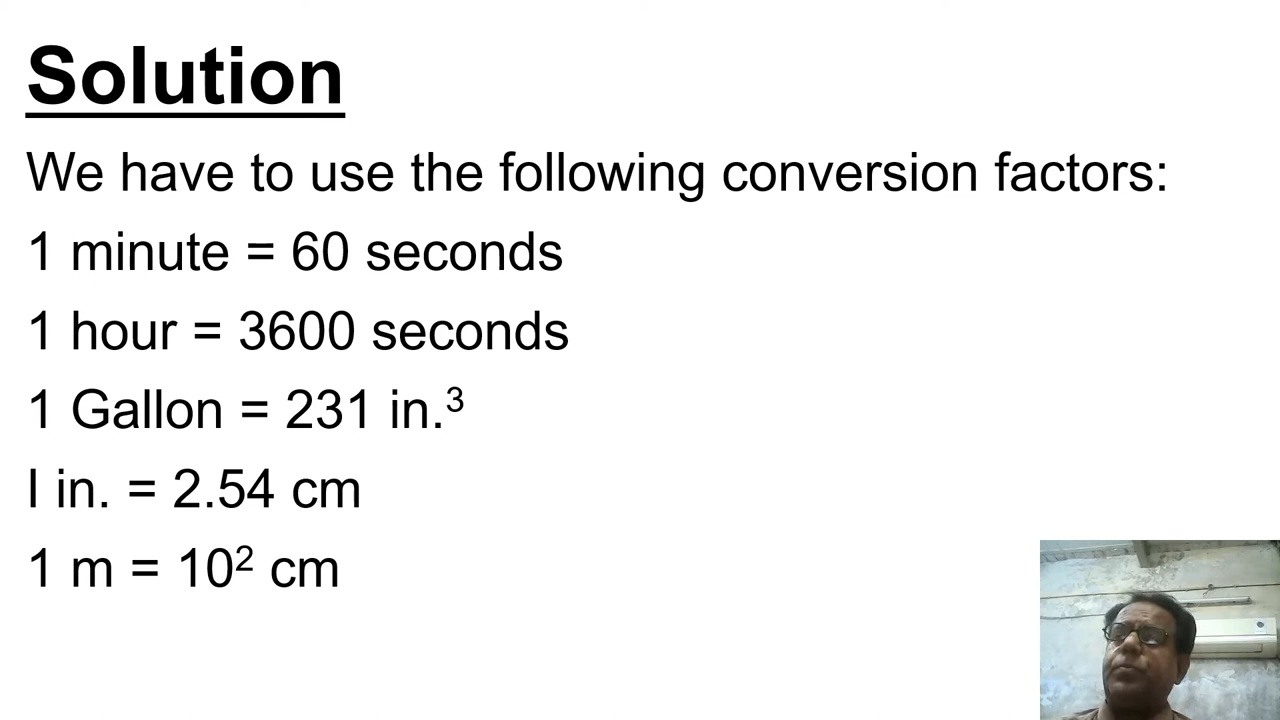 Solution
We have to use the following conversion factors:
1 minute = 60 seconds
1 hour = 3600 seconds
1 Gallon = 231 in.³
I in. = 2.54 cm
1 m = 10² cm